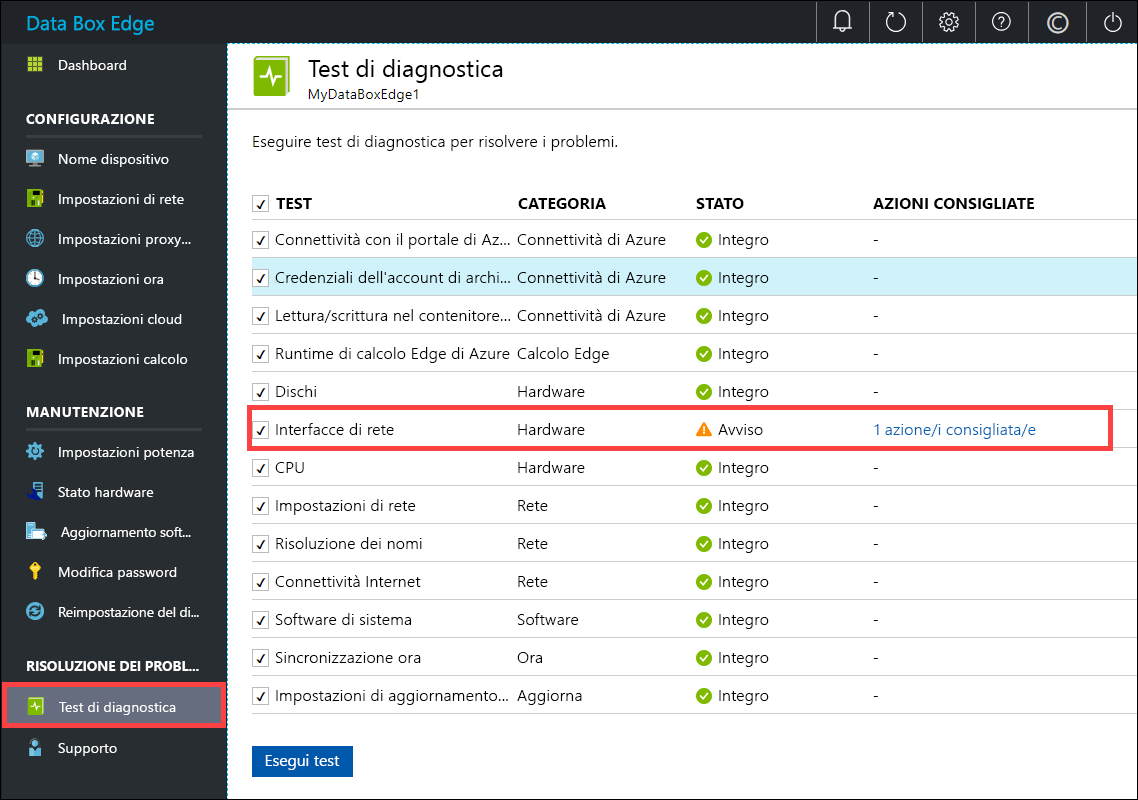 Data Box Edge
Dashboard
CONFIGURAZIONE
Nome dispositivo
Impostazioni di rete
Impostazioni proxy...
Impostazioni ora
Impostazioni cloud
Impostazioni calcolo
MANUTENZIONE
Impostazioni potenza
Stato hardware
Aggiornamento soft...
Modifica password
Reimpostazione del di...
RISOLUZIONE DEI PROBL...
Test di diagnostica
Supporto
Test di diagnostica
MyDataBoxEdge1
Eseguire test di diagnostica per risolvere i problemi.
TEST CATEGORIA STATO AZIONI CONSIGLIATE
Connettività con il portale di Az... Connettività di Azure Integro -
Credenziali dell'account di archi... Connettività di Azure Integro -
Lettura/scrittura nel contenitore... Connettività di Azure Integro -
Runtime di calcolo Edge di Azure Calcolo Edge Integro -
Dischi Hardware Integro -
Interfacce di rete Hardware Avviso 1 azione/i consigliata/e
CPU Hardware Integro -
Impostazioni di rete Rete Integro -
Risoluzione dei nomi Rete Integro -
Connettività Internet Rete Integro -
Software di sistema Software Integro -
Sincronizzazione ora Ora Integro -
Impostazioni di aggiornamento... Aggiorna Integro -
Esegui test